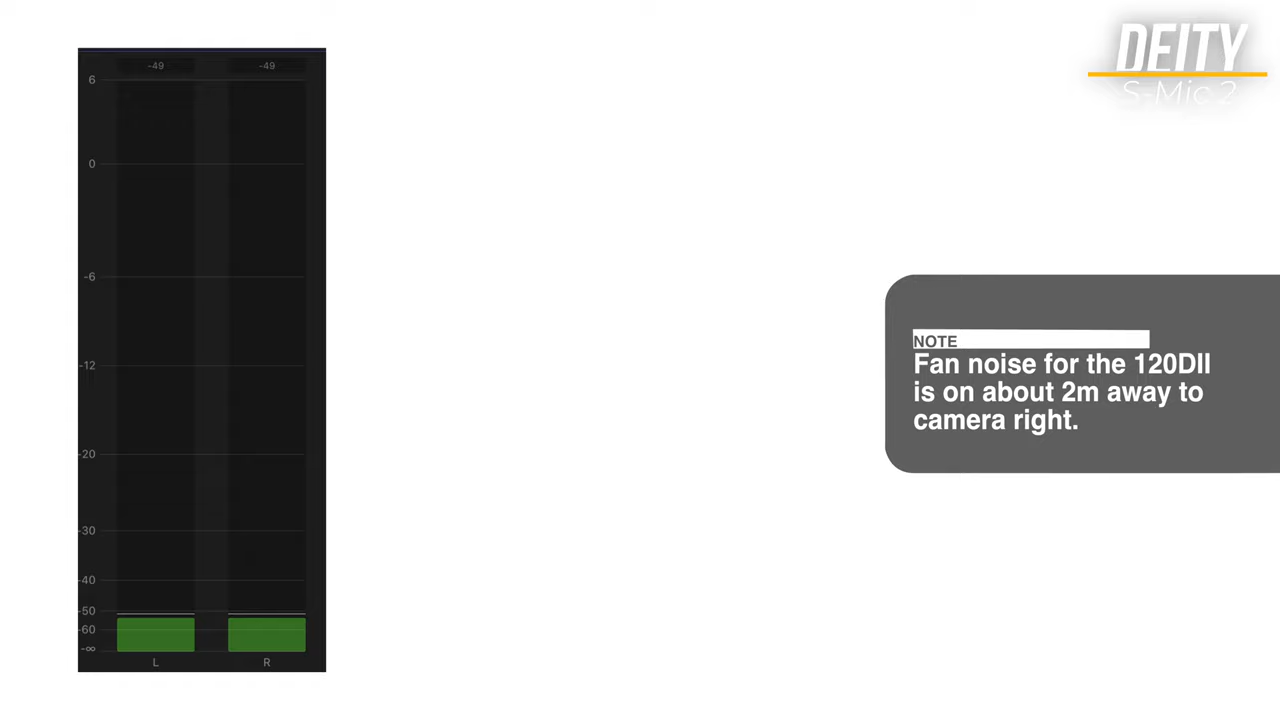 DEITY
S-Mic 2
-49 -49
6
0
-6
-12
-20
-30
-40
-50
-60
-∞
L R
NOTE
Fan noise for the 120DII
is on about 2m away to
camera right.